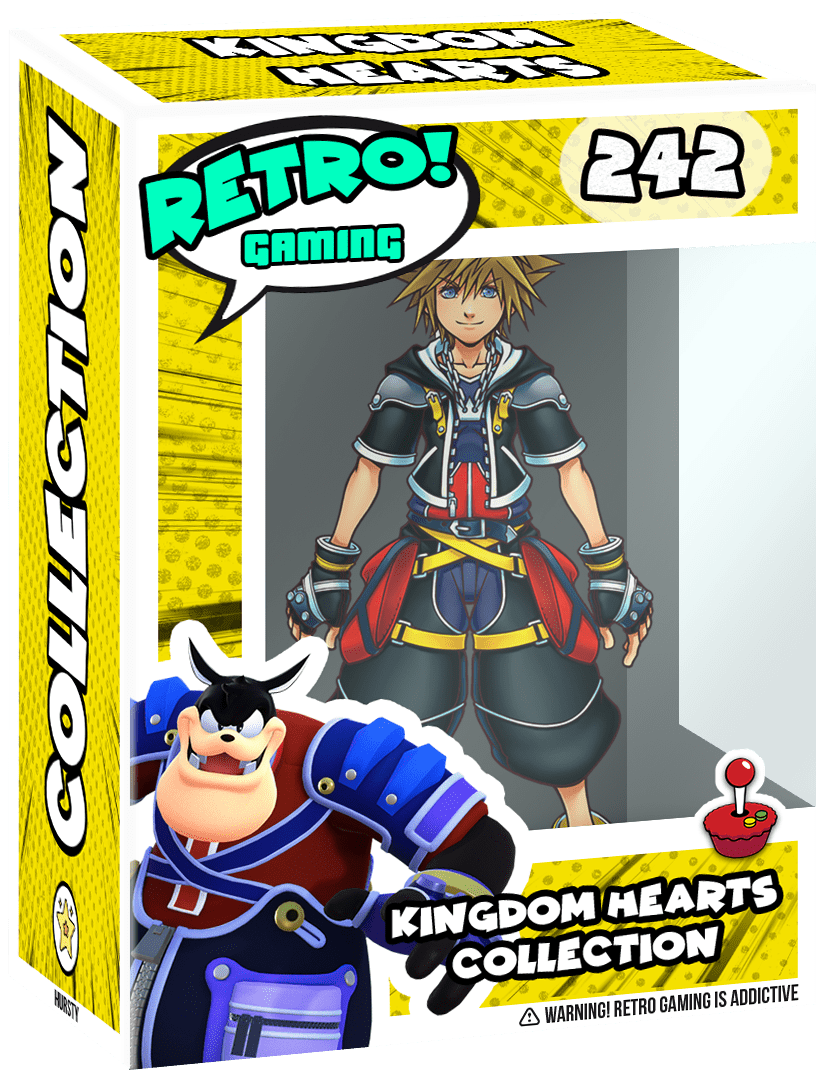 KINGDOM
HEARTS
RETRO!
GAMING
242
COLLECTION
KINGDOM HEARTS
COLLECTION
HURSTY
WARNING! RETRO GAMING IS ADDICTIVE